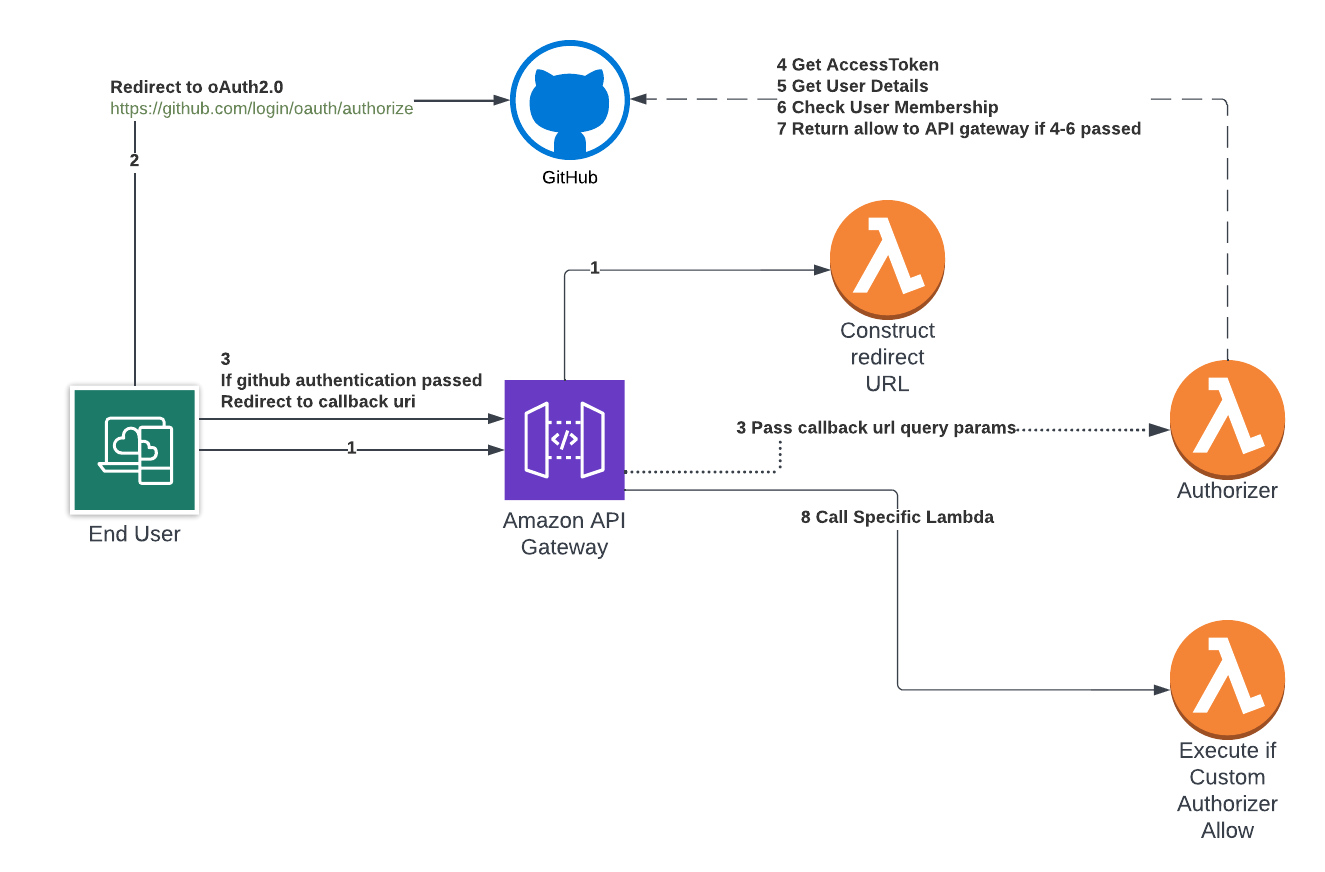 Redirect to oAuth2.0
https://github.com/login/oauth/authorize
4 Get AccessToken
5 Get User Details
6 Check User Membership
7 Return allow to API gateway if 4-6 passed
2
GitHub
1
Construct
redirect
URL
3
If github authentication passed
Redirect to callback uri
1
3 Pass callback url query params
End User
Amazon API
Gateway
Authorizer
8 Call Specific Lambda
Execute if
Custom
Authorizer
Allow